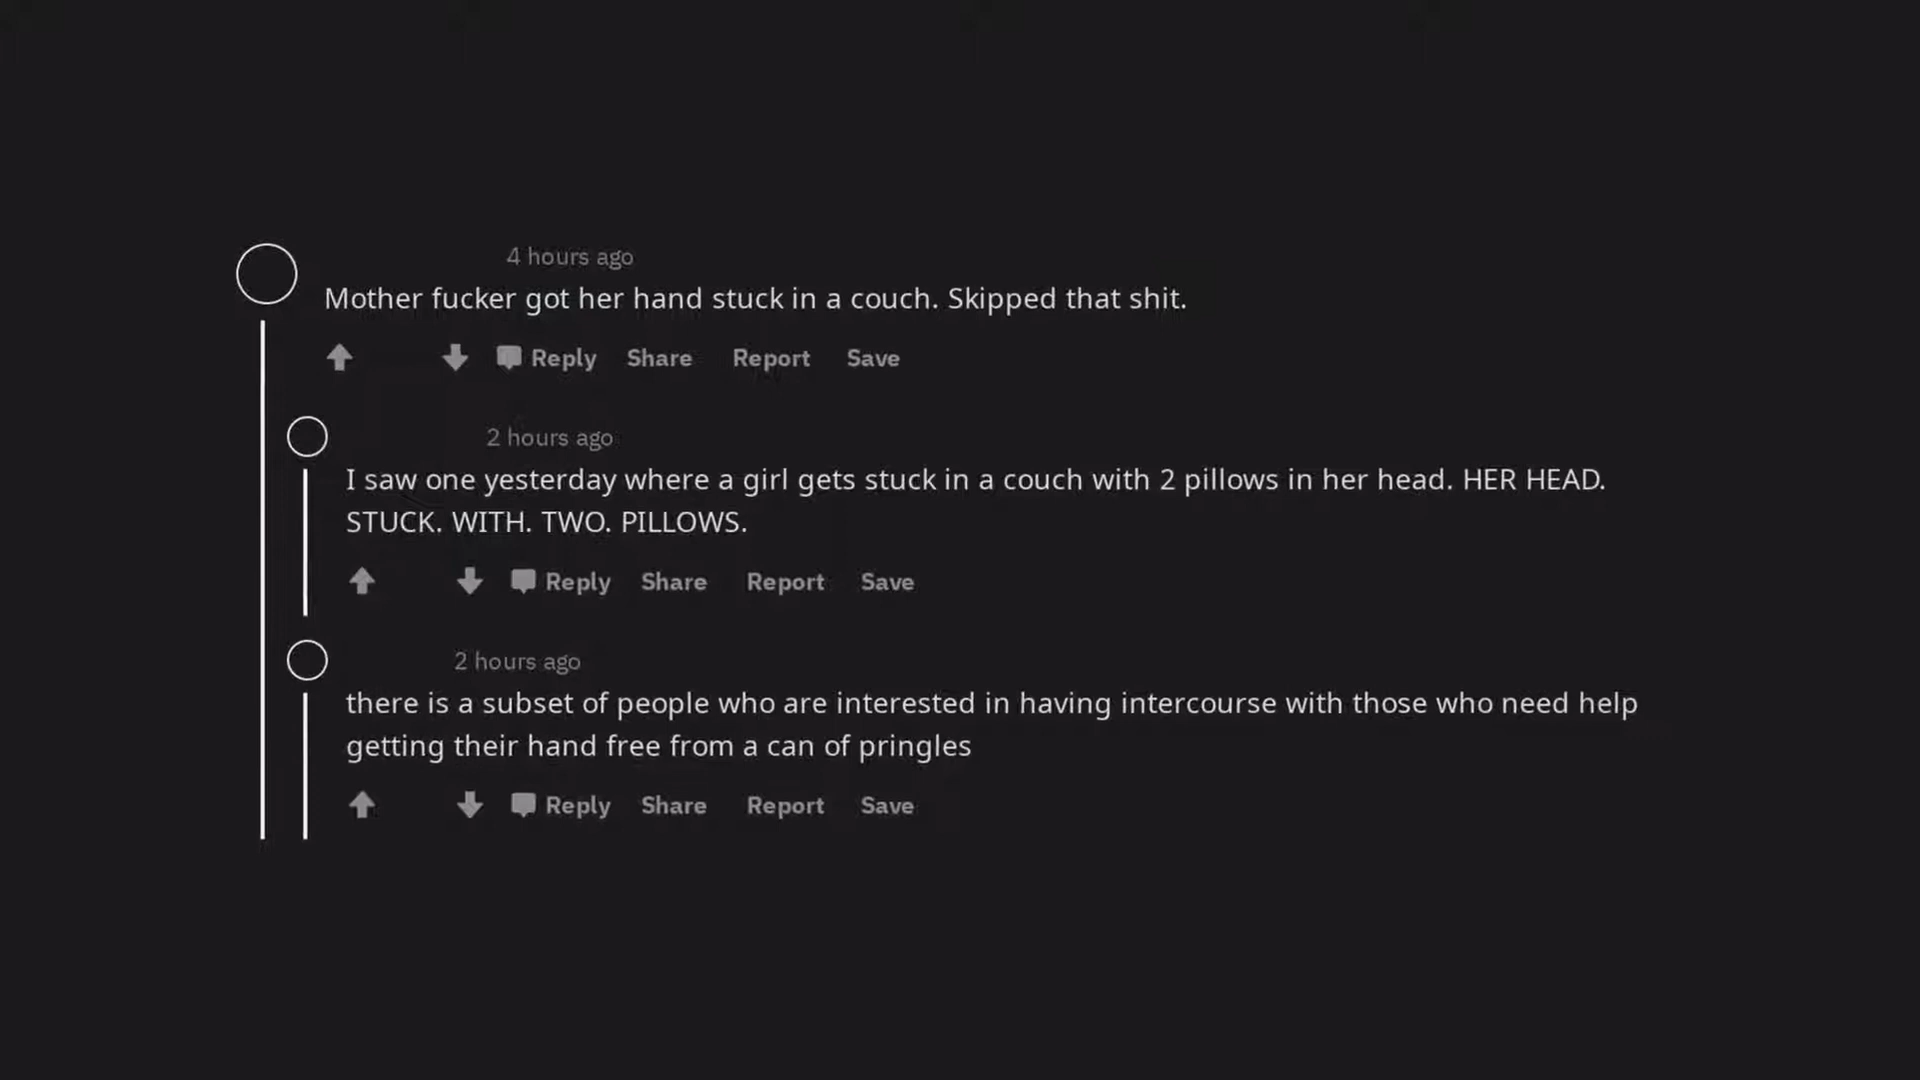 4 hours ago
Mother fucker got her hand stuck in a couch. Skipped that shit.
Reply Share Report Save
2 hours ago
I saw one yesterday where a girl gets stuck in a couch with 2 pillows in her head. HER HEAD.
STUCK. WITH. TWO. PILLOWS.
Reply Share Report Save
2 hours ago
there is a subset of people who are interested in having intercourse with those who need help
getting their hand free from a can of pringles
Reply Share Report Save